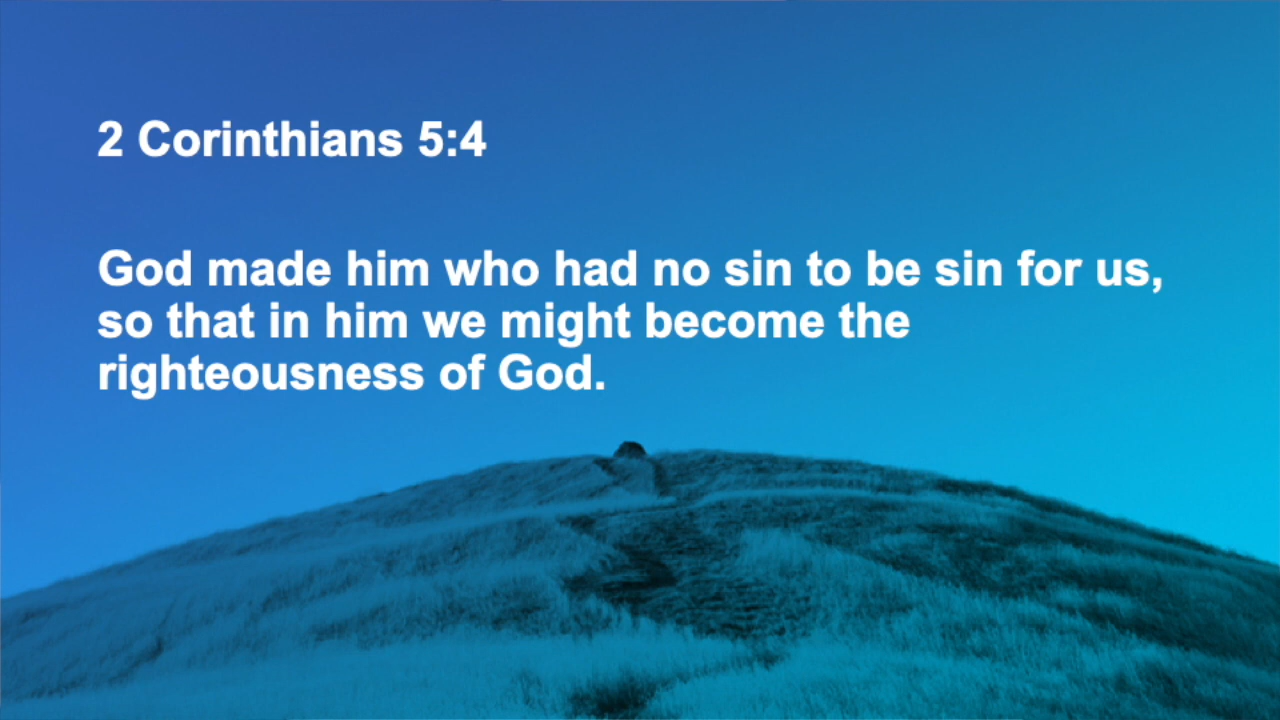 2 Corinthians 5:4
God made him who had no sin to be sin for us,
so that in him we might become the
righteousness of God.